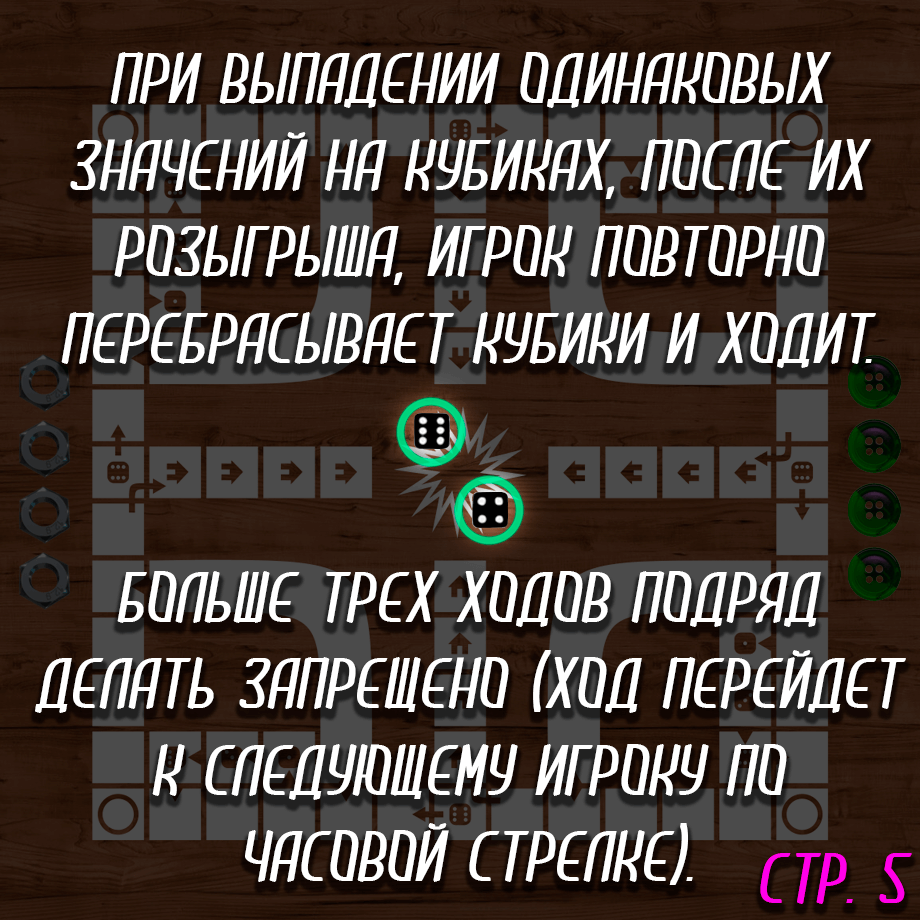 ПРИ ВЫПАДЕНИИ ОДИНАКОВЫХ
ЗНАЧЕНИЙ НА КУБИКАХ, ПОСЛЕ ИХ
РОЗЫГРЫША, ИГРОК ПОВТОРНО
ПЕРЕБРАСЫВАЕТ КУБИКИ И ХОДИТ.
БОЛЬШЕ ТРЕХ ХОДОВ ПОДРЯД
ДЕЛАТЬ ЗАПРЕЩЕНО (ХОД ПЕРЕЙДЕТ
К СЛЕДУЮЩЕМУ ИГРОКУ ПО
ЧАСОВОЙ СТРЕЛКЕ).
СТР. 5